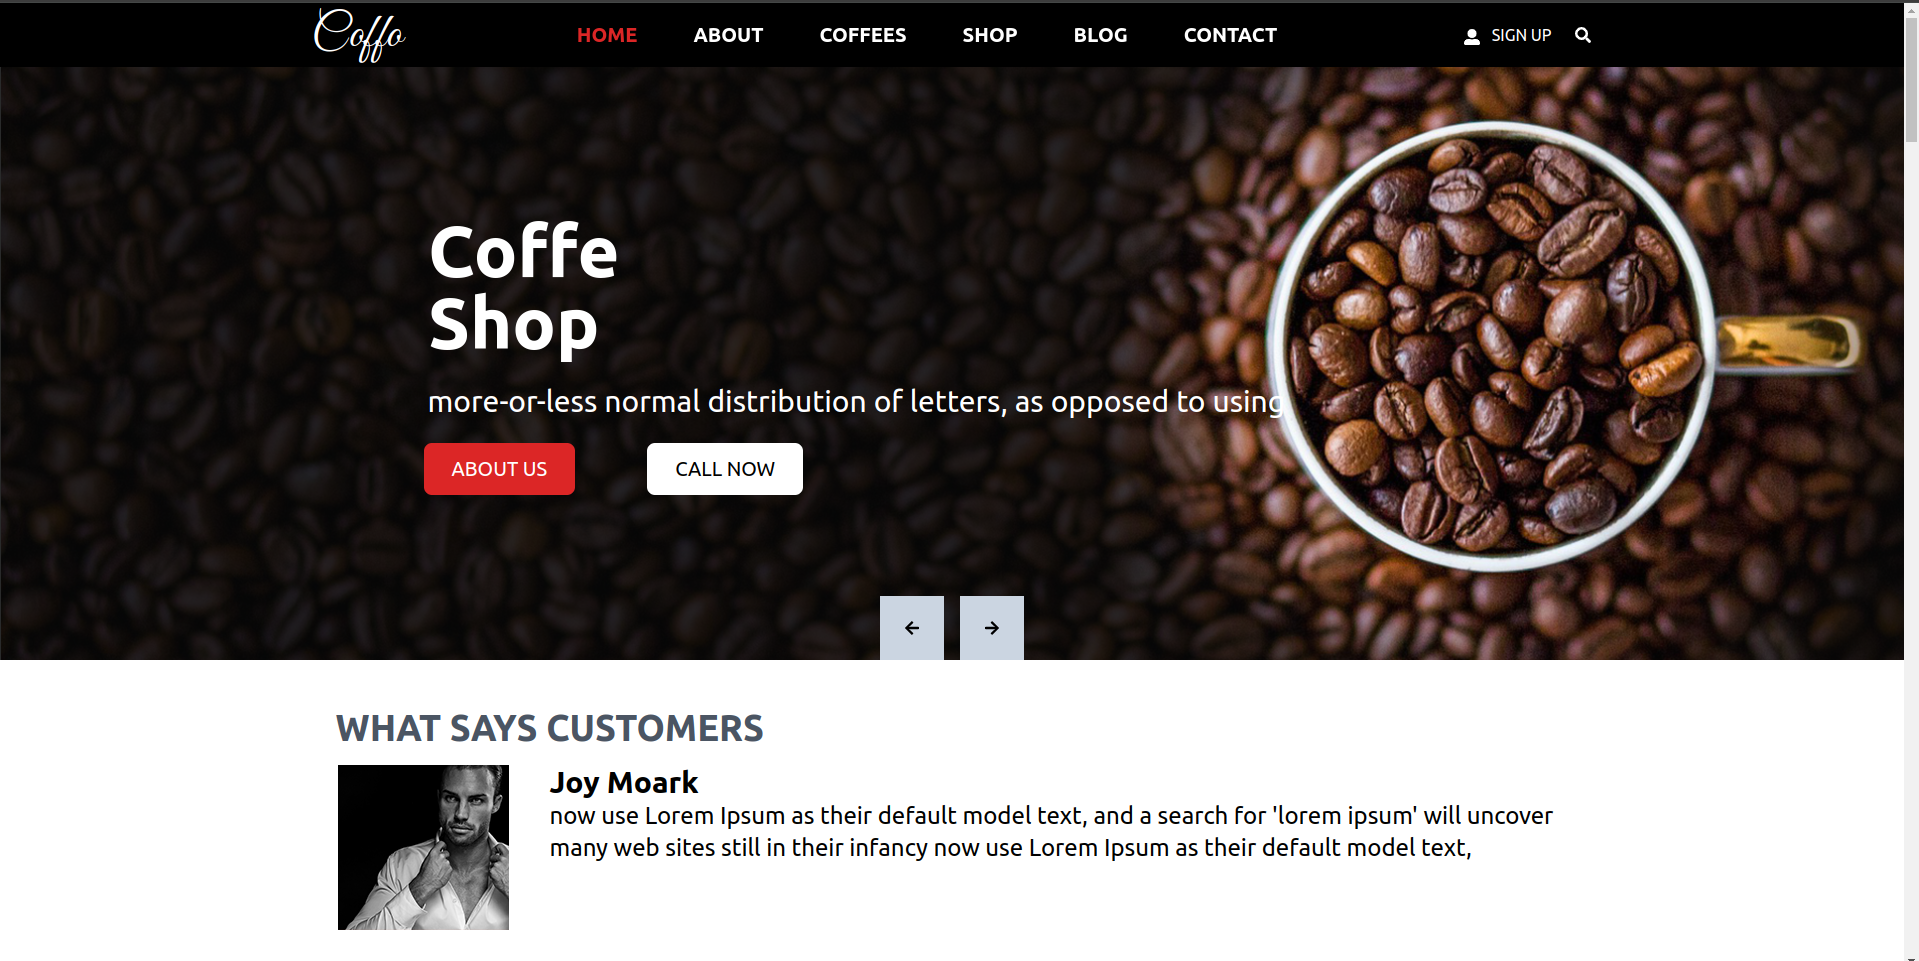 Coffo
HOME ABOUT COFFEES SHOP BLOG CONTACT SIGN UP
Coffe
Shop
more-or-less normal distribution of letters, as opposed to using
ABOUT US CALL NOW
WHAT SAYS CUSTOMERS
Joy Moark
now use Lorem Ipsum as their default model text, and a search for 'lorem ipsum' will uncover
many web sites still in their infancy now use Lorem Ipsum as their default model text,